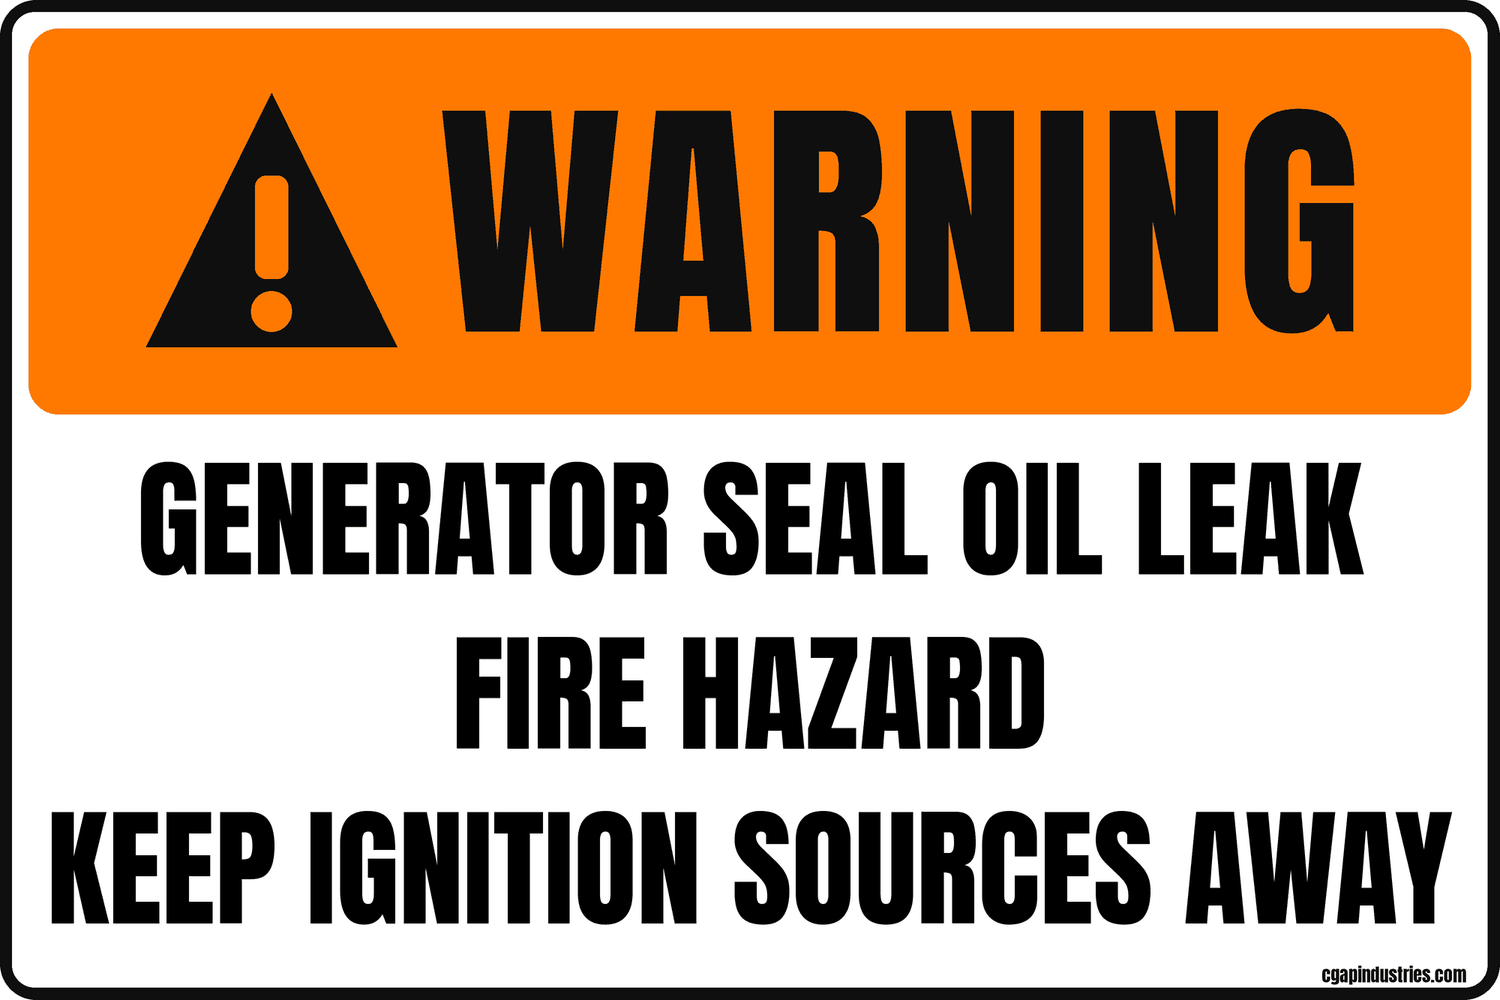 WARNING
GENERATOR SEAL OIL LEAK
FIRE HAZARD
KEEP IGNITION SOURCES AWAY
cgapindustries.com